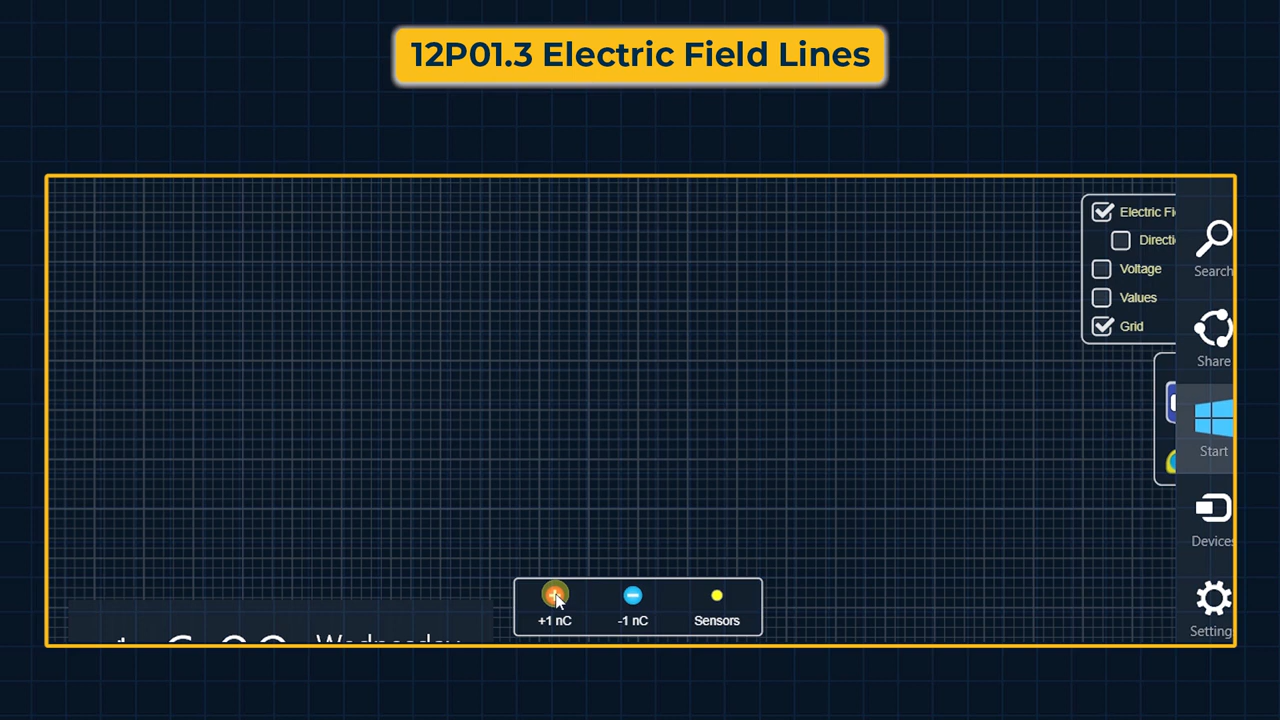 12P01.3 Electric Field Lines
Electric Fi
Directi
Voltage
Values
Grid
Search
Share
Start
Devices
Setting
+1 nC
-1 nC
Sensors
Wednesday